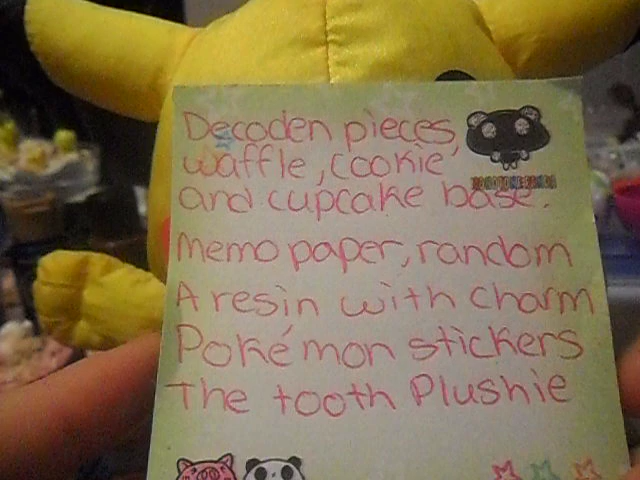 Decoden pieces,
waffle, cookie
and cupcake base.
memo paper, random
A resin with charm
Pokémon stickers
The tooth Plushie